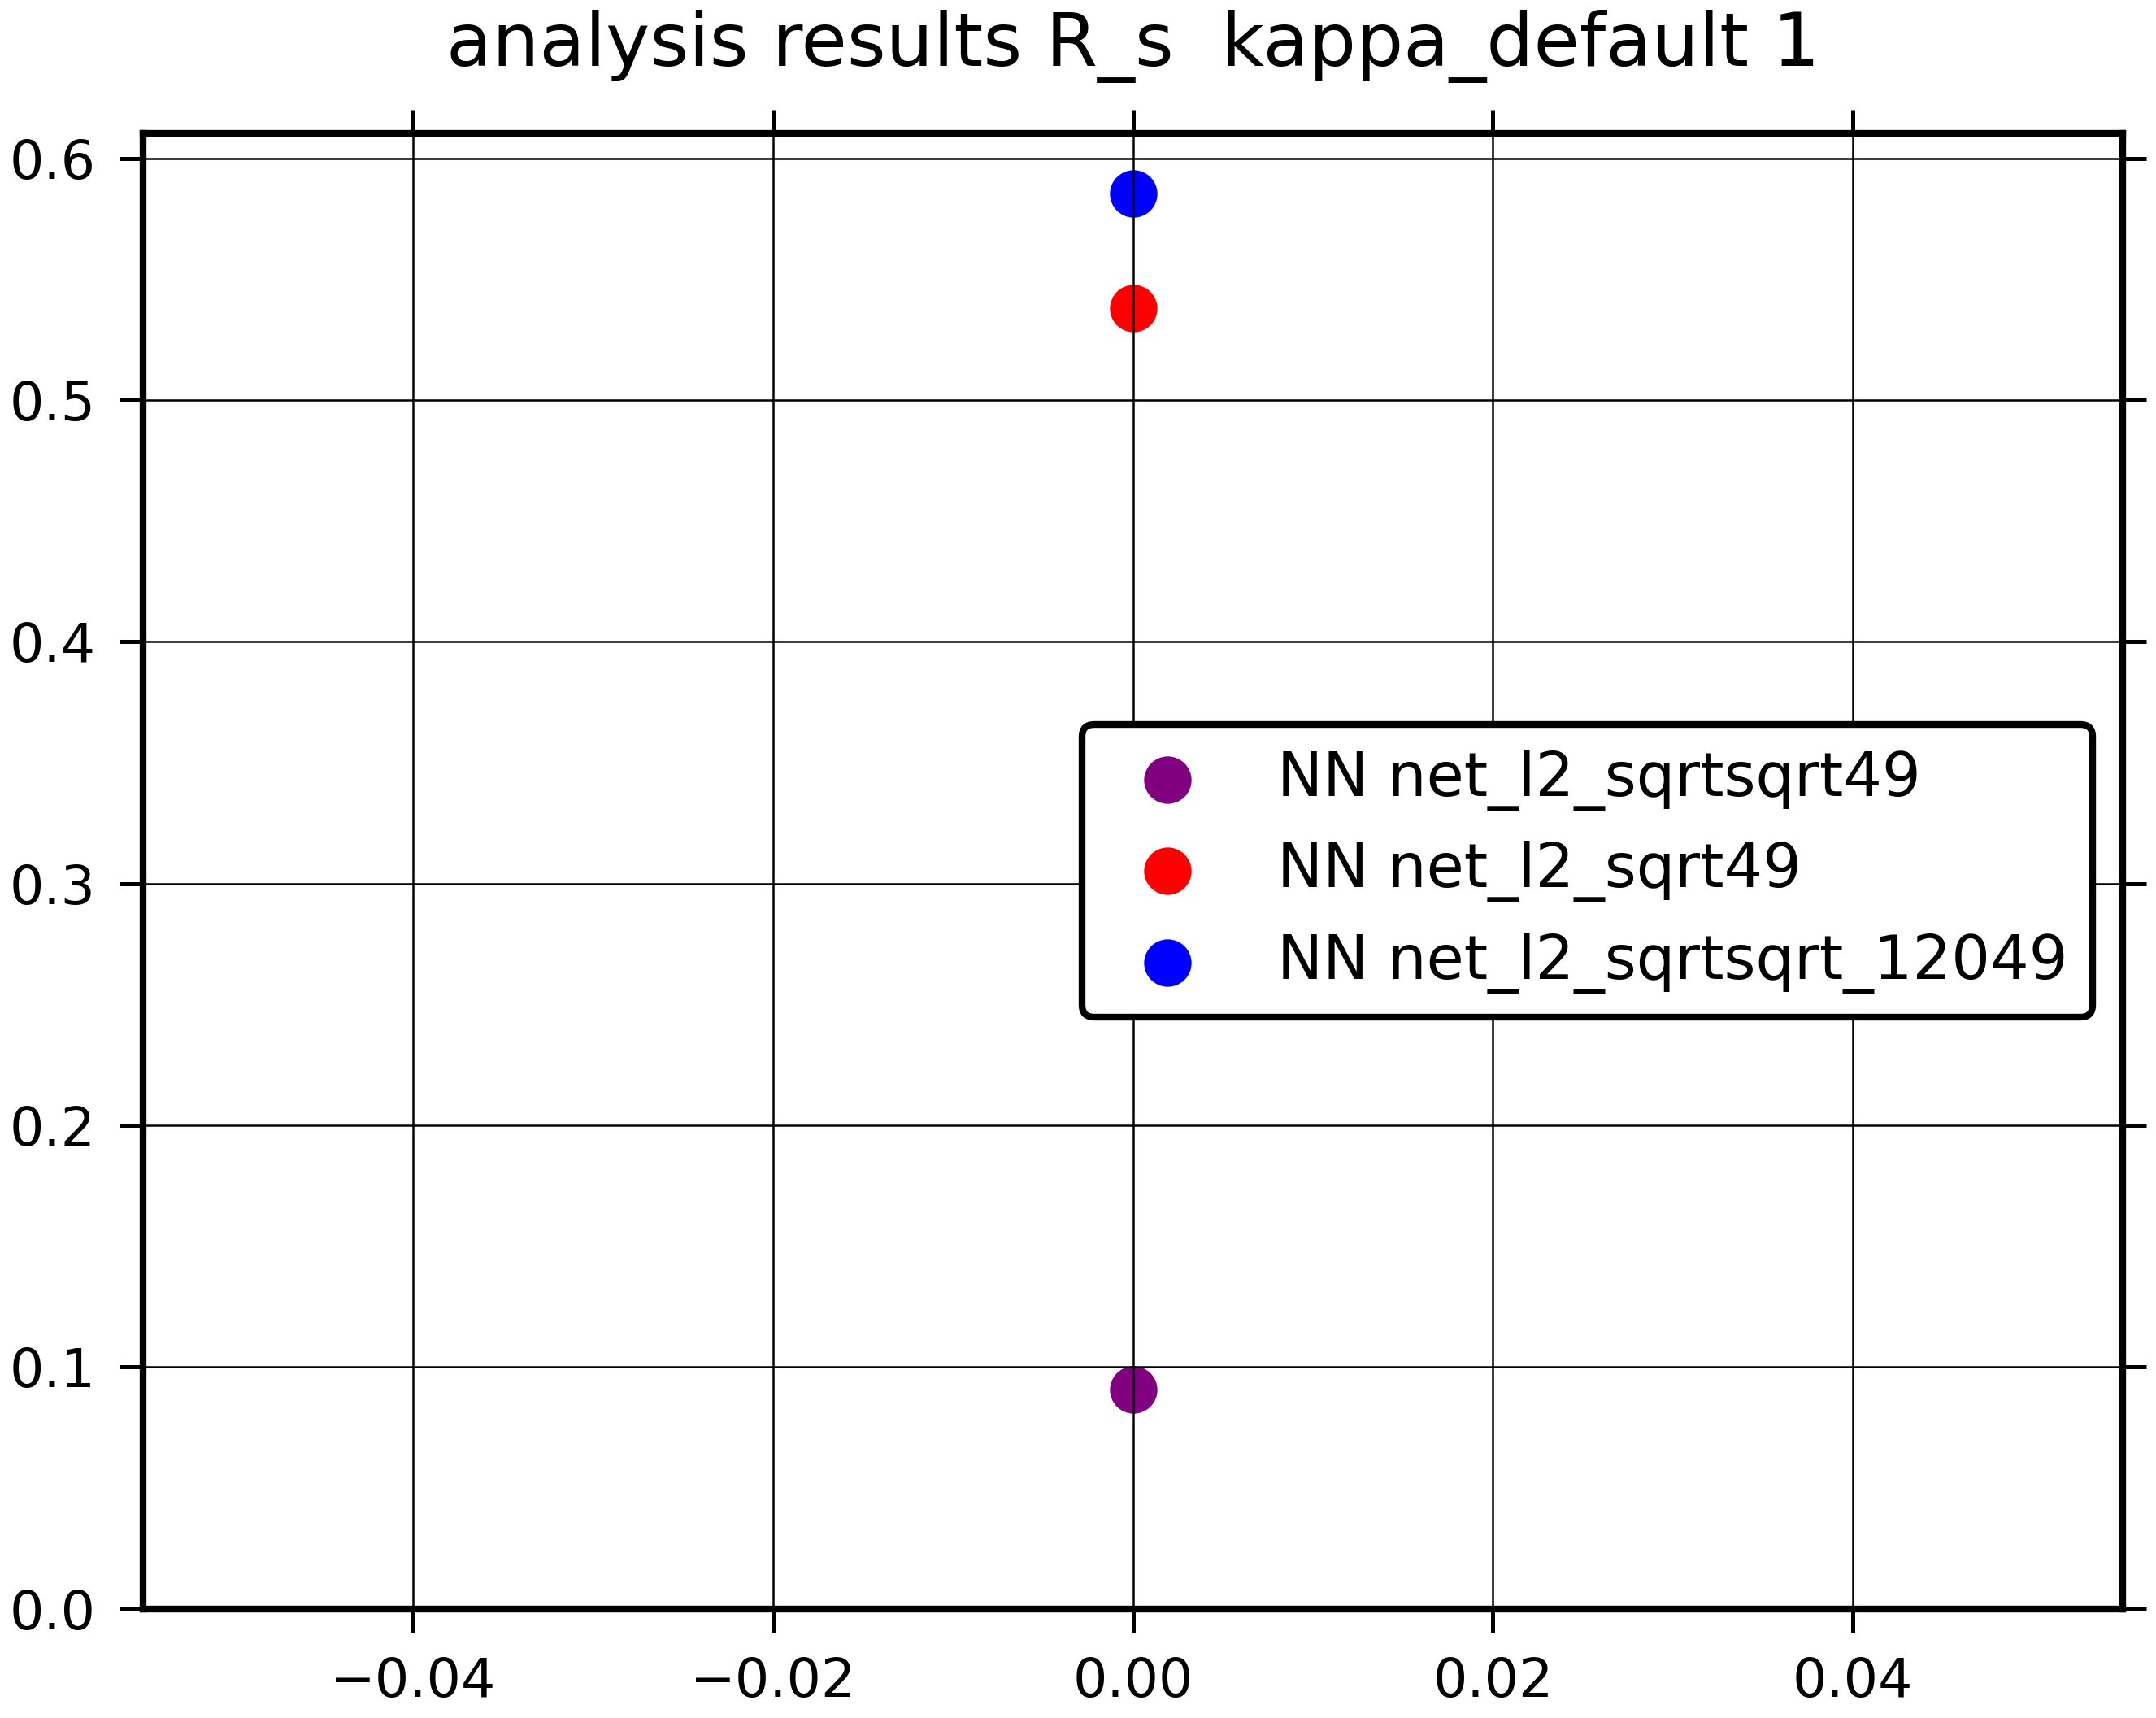 analysis results R_s  kappa_default 1
0.6
0.5
0.4
0.3
0.2
0.1
0.0
NN net_l2_sqrtsqrt49
NN net_l2_sqrt49
NN net_l2_sqrtsqrt_12049
−0.04 −0.02 0.00 0.02 0.04